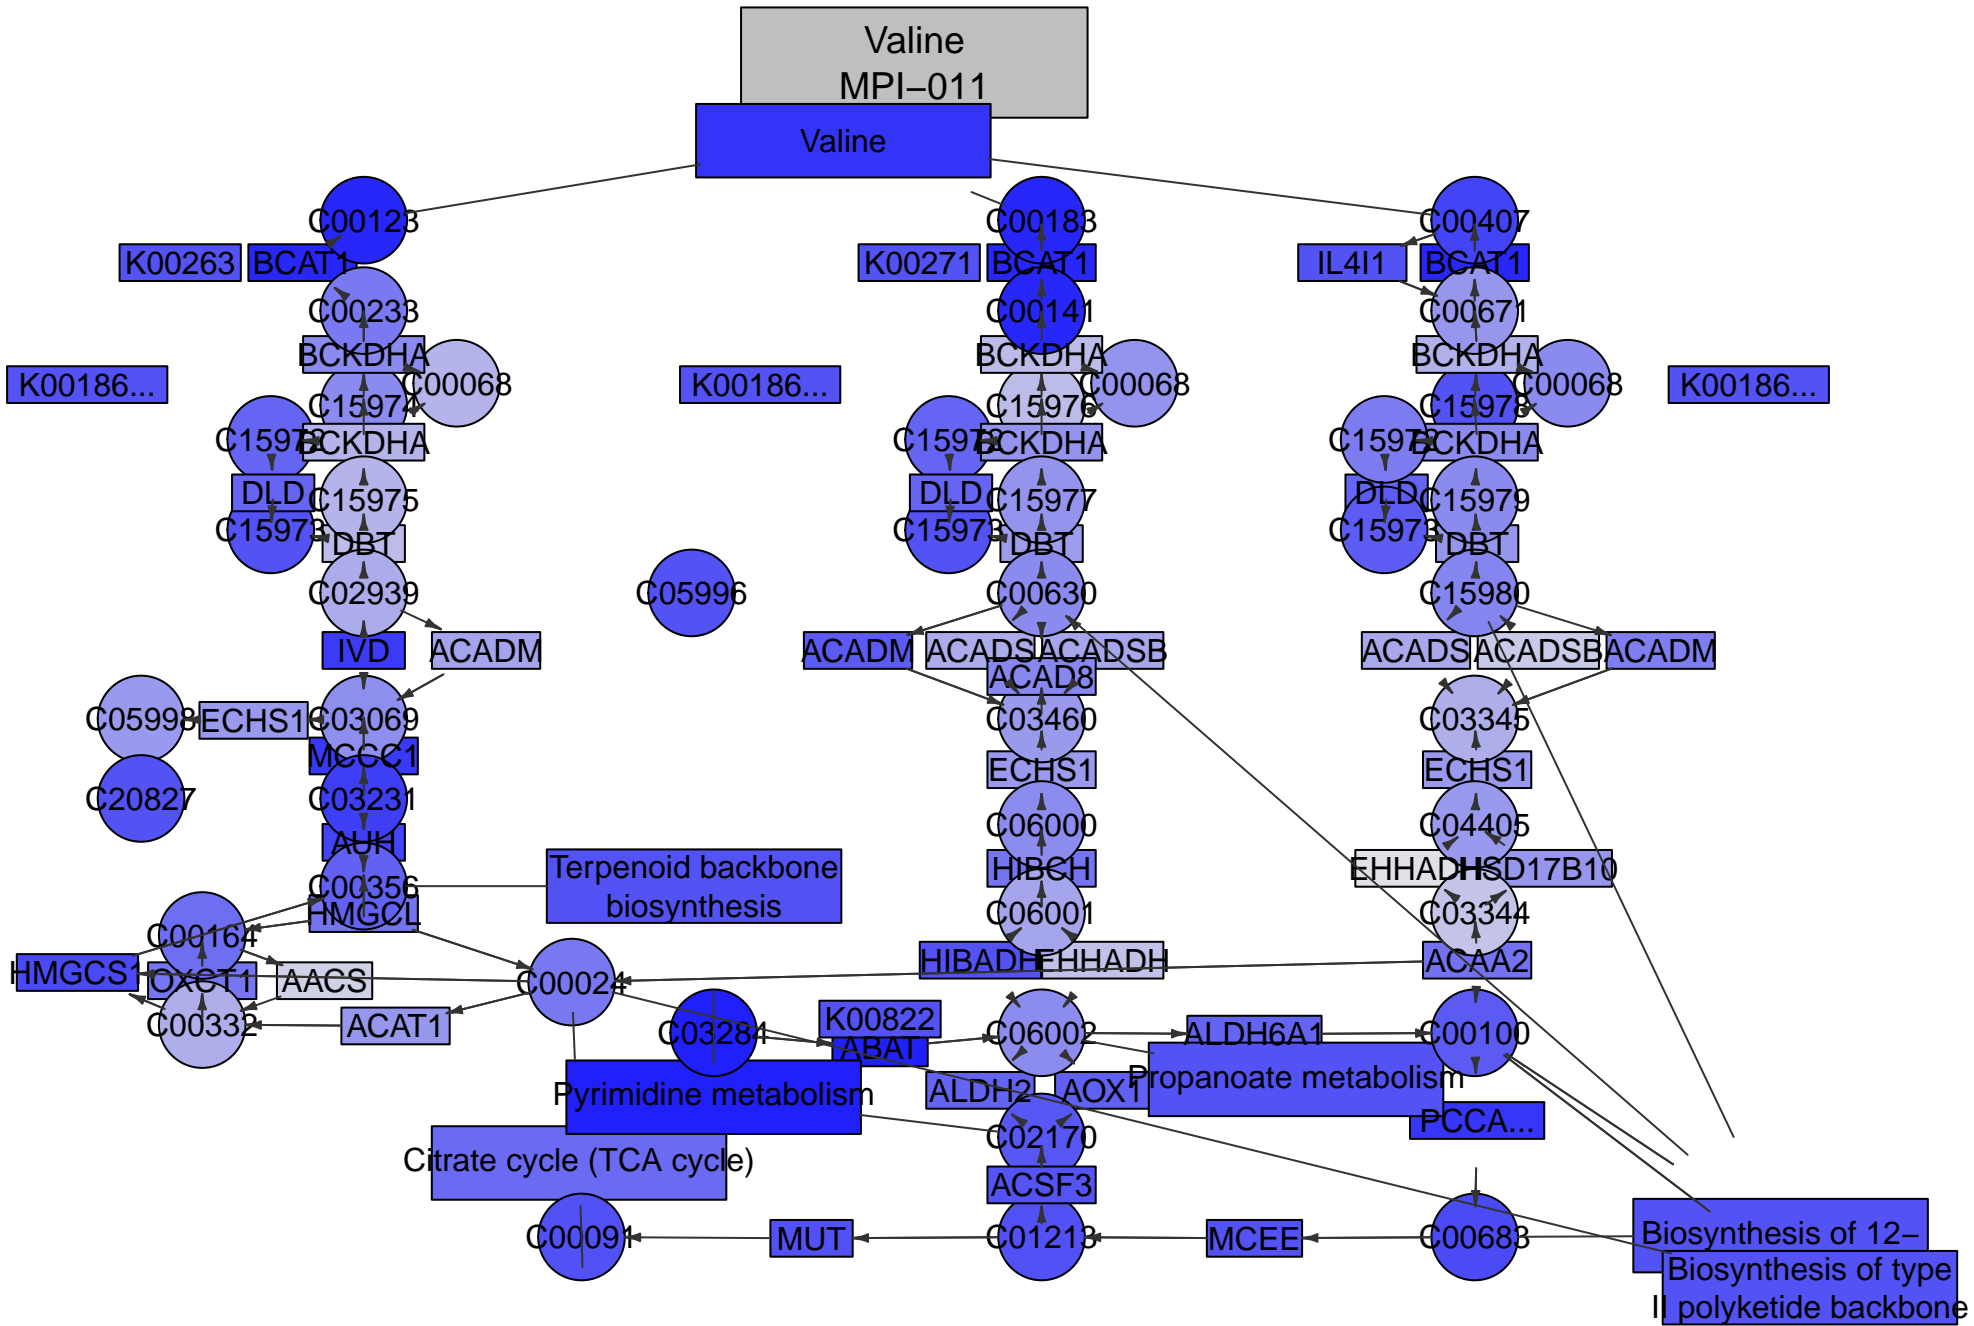 Valine
MPI–011
Valine
C00123
C00183
C00407
K00263
BCAT1
K00271
BCAT1
IL4I1
BCAT1
C00233
C00141
C00671
BCKDHA
BCKDHA
BCKDHA
K00186...
C00068
K00186...
C00068
C00068
K00186...
C15974
C15976
C15978
C15972
BCKDHA
C15972
BCKDHA
C15972
BCKDHA
DLD
C15975
DLD
C15977
DLD
C15979
C15973
DBT
C15973
DBT
C15973
DBT
C02939
C05996
C00630
C15980
IVD
ACADM
ACADM
ACADS
ACADSB
ACADS
ACADSB
ACADM
ACAD8
C05998
ECHS1
C03069
C03460
C03345
MCCC1
ECHS1
ECHS1
C20827
C03231
C06000
C04405
AUH
HIBCH
EHHADH
HSD17B10
C00356
Terpenoid backbone
biosynthesis
HMGCL
C06001
C03344
C00164
HMGCS1
OXCT1
AACS
C00024
HIBADH
EHHADH
ACAA2
C00332
ACAT1
C03284
K00822
ABAT
C06002
ALDH6A1
C00100
Pyrimidine metabolism
ALDH2
AOX1
Propanoate metabolism
PCCA...
C02170
Citrate cycle (TCA cycle)
ACSF3
C00091
MUT
C01213
MCEE
C00683
Biosynthesis of 12–
Biosynthesis of type
II polyketide backbone